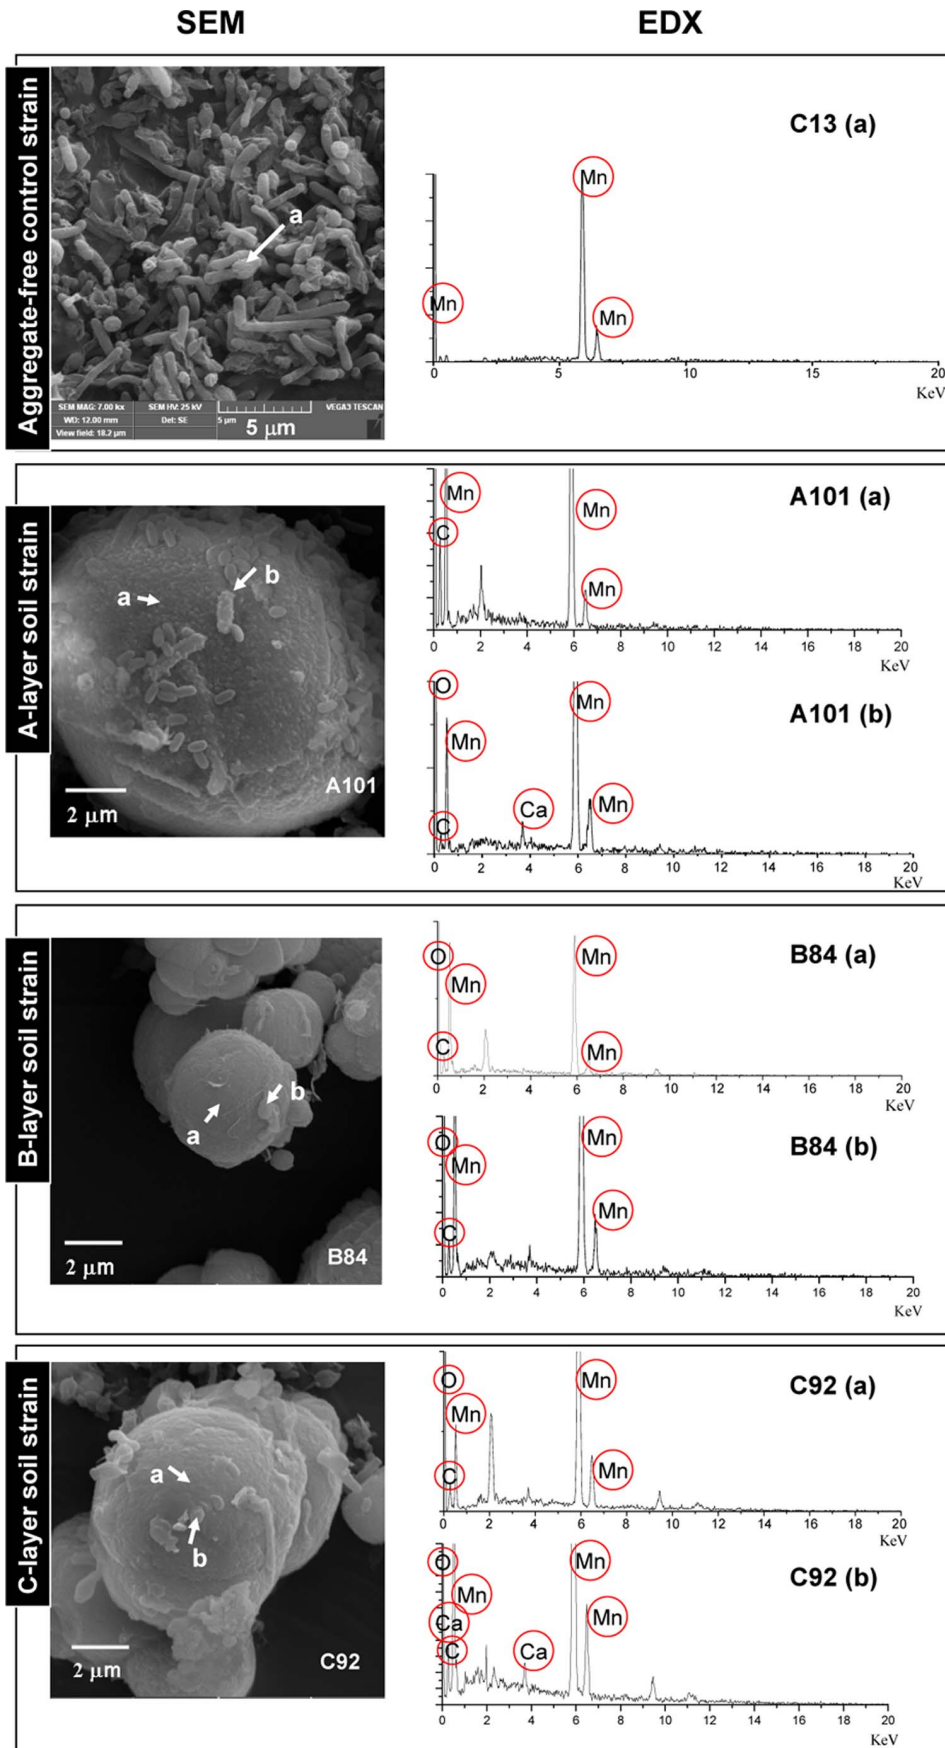 SEM
EDX
Aggregate-free control strain
a
SEM MAG: 7.00 kx
SEM HV: 25 kV
VEGA3 TESCAN
WD: 12.00 mm
Det: SE
5 µm
View field: 18.2 µm
5 µm
C13 (a)
Mn
Mn
Mn
0 5 10 15 20
KeV
A-layer soil strain
a
b
A101
2 µm
A101 (a)
Mn
Mn
C
Mn
0 2 4 6 8 10 12 14 16 18 20
KeV
A101 (b)
O
Mn
Mn
Ca
Mn
C
0 2 4 6 8 10 12 14 16 18 20
KeV
B-layer soil strain
b
a
2 µm
B84
B84 (a)
O
Mn
Mn
C
Mn
0 2 4 6 8 10 12 14 16 18 20
KeV
B84 (b)
O
Mn
Mn
Mn
C
0 2 4 6 8 10 12 14 16 18 20
KeV
C-layer soil strain
a
b
2 µm
C92
C92 (a)
O
Mn
Mn
C
Mn
0 2 4 6 8 10 12 14 16 18 20
KeV
C92 (b)
O
Mn
Mn
Ca
Mn
C
Ca
0 2 4 6 8 10 12 14 16 18 20
KeV